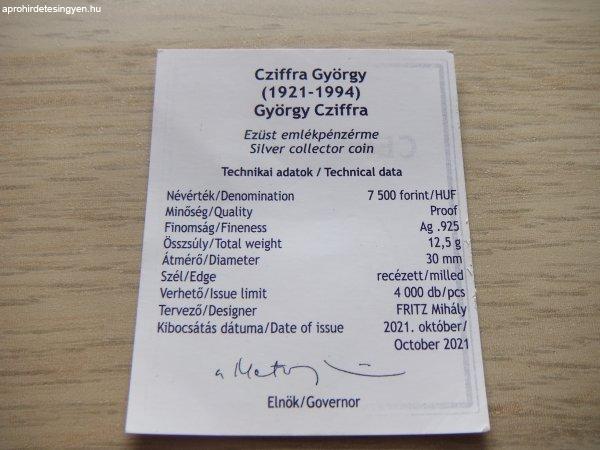 aprohirdetesingyen.hu
Cziffra György
(1921-1994)
György Cziffra
Ezüst emlékpénzérme
Silver collector coin
Technikai adatok / Technical data
Névérték/Denomination 7 500 forint/HUF
Minőség/Quality Proof
Finomság/Fineness Ag .925
Összsúly/Total weight 12,5 g
Átmérő/Diameter 30 mm
Szél/Edge recézett/milled
Verhető/Issue limit 4 000 db/pcs
Tervező/Designer FRITZ Mihály
Kibocsátás dátuma/Date of issue 2021. október/
October 2021
Elnök/Governor